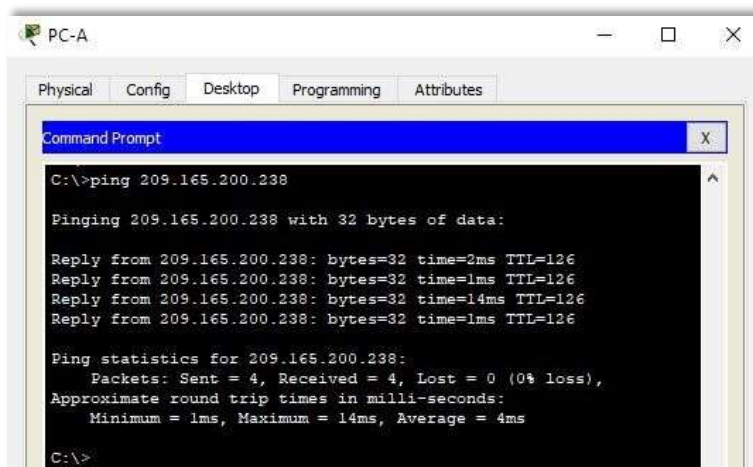 PC-A
Physical Config Desktop Programming Attributes
Command Prompt
X
C:\>ping 209.165.200.238
Pinging 209.165.200.238 with 32 bytes of data:
Reply from 209.165.200.238: bytes=32 time=2ms TTL=126
Reply from 209.165.200.238: bytes=32 time=1ms TTL=126
Reply from 209.165.200.238: bytes=32 time=14ms TTL=126
Reply from 209.165.200.238: bytes=32 time=1ms TTL=126
Ping statistics for 209.165.200.238:
Packets: Sent = 4, Received = 4, Lost = 0 (0% loss),
Approximate round trip times in milli-seconds:
Minimum = 1ms, Maximum = 14ms, Average = 4ms
C:\>